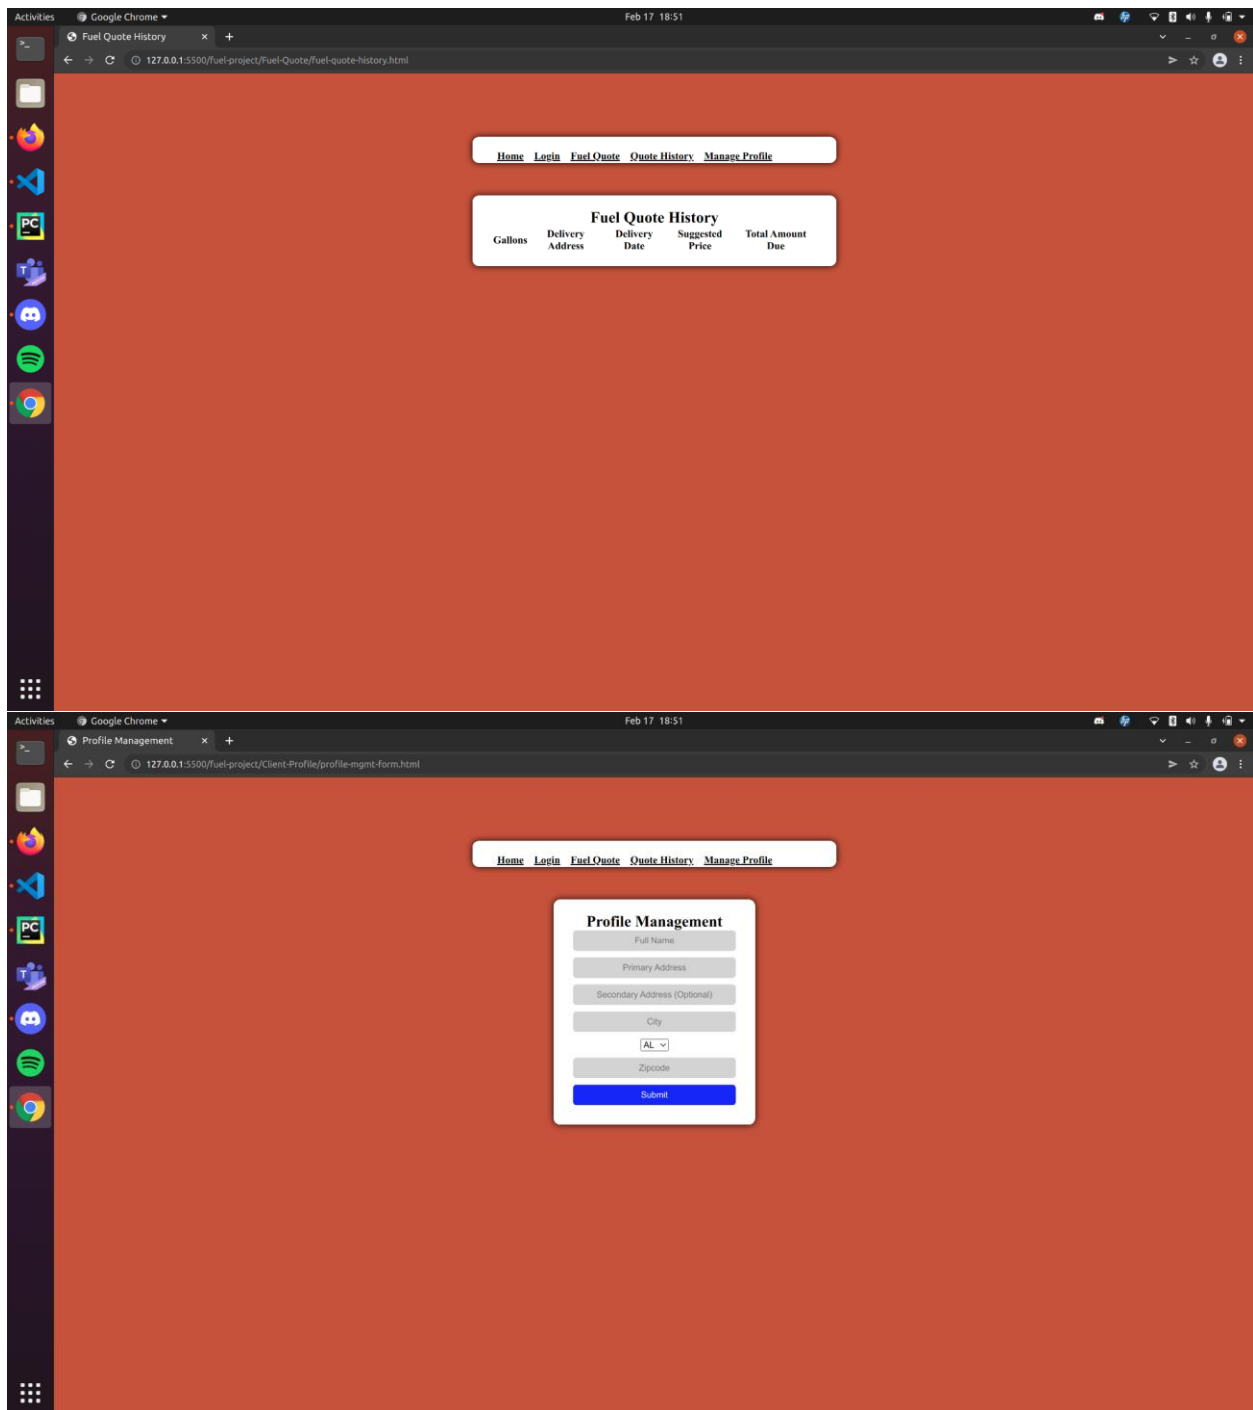 Activities Google Chrome Feb 17 18:51
Fuel Quote History × +
127.0.0.1:5500/fuel-project/Fuel-Quote/fuel-quote-history.html
Home Login Fuel Quote Quote History Manage Profile
Fuel Quote History
Gallons Delivery Address Delivery Date Suggested Price Total Amount Due
Activities Google Chrome Feb 17 18:51
Profile Management × +
127.0.0.1:5500/fuel-project/Client-Profile/profile-mgmt-form.html
Home Login Fuel Quote Quote History Manage Profile
Profile Management
Full Name
Primary Address
Secondary Address (Optional)
City
AL
Zipcode
Submit